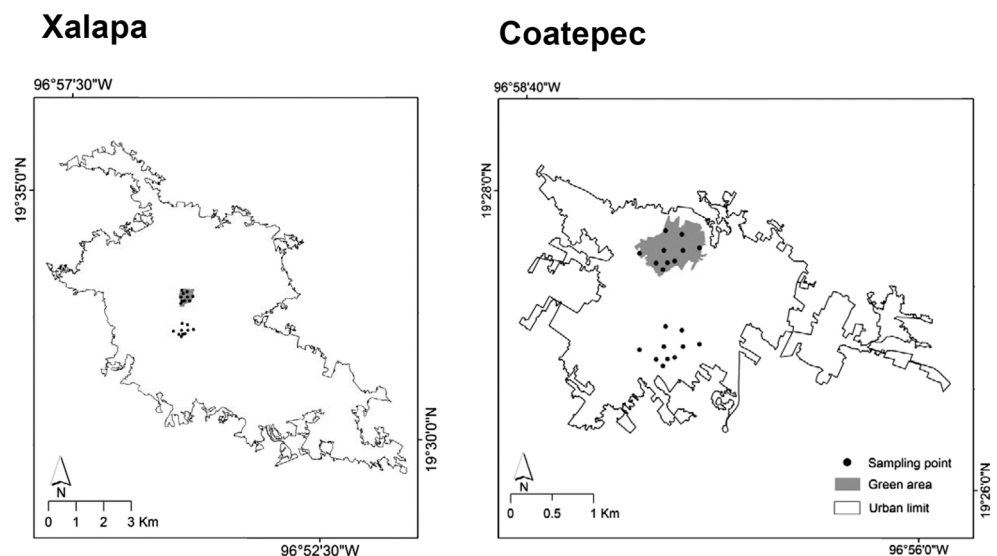 Xalapa
96°57'30"W
19°35'0"N
19°30'0"N
N
0 1 2 3 Km
96°52'30"W
Coatepec
96°58'40"W
19°28'0"N
N
0 0.5 1 Km
Sampling point
Green area
Urban limit
19°26'0"N
96°56'0"W